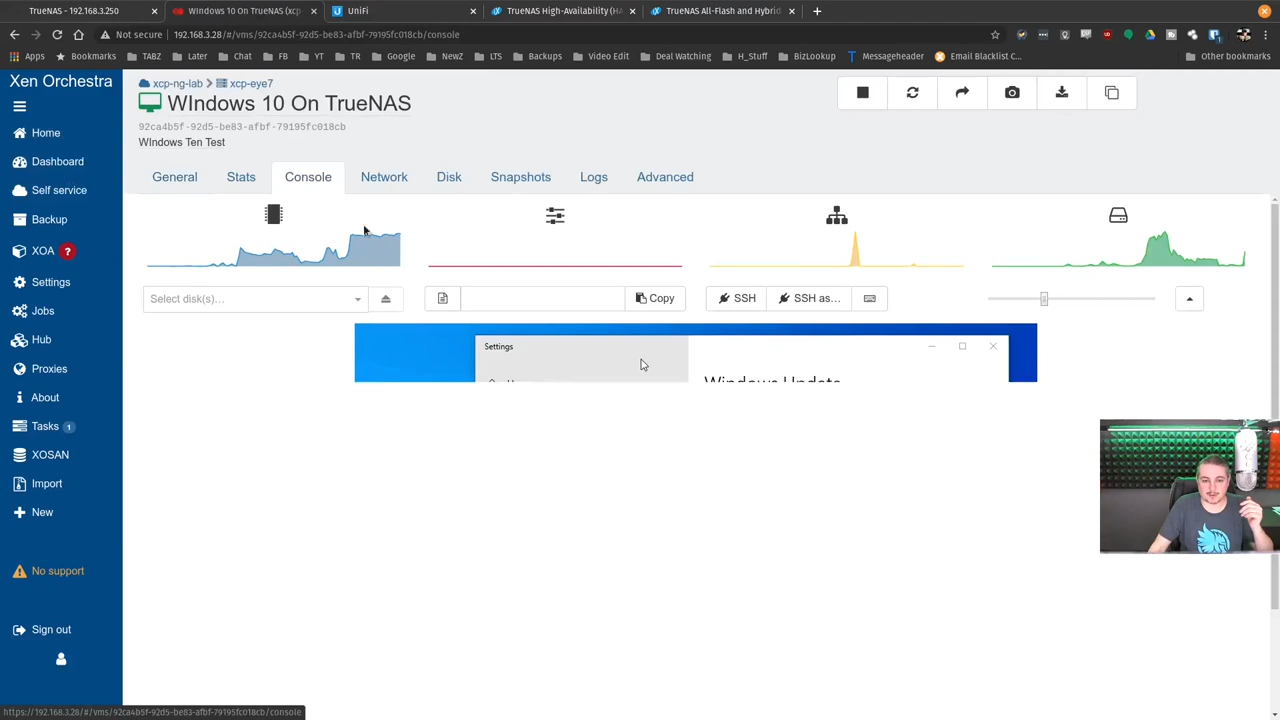 TrueNAS - 192.168.3.250
Windows 10 On TrueNAS (xcp
UniFi
TrueNAS High-Availability (HA
TrueNAS All-Flash and Hybrid
Not secure
192.168.3.28/#/vms/92ca4b5f-92d5-be83-afbf-79195fc018cb/console
Apps
Bookmarks
TABZ
Later
Chat
FB
YT
TR
Google
NewZ
LTS
Backups
Video Edit
Deal Watching
H_Stuff
BizLookup
Messageheader
Email Blacklist C...
Other bookmarks
Xen Orchestra
Home
Dashboard
Self service
Backup
XOA ?
Settings
Jobs
Hub
Proxies
About
Tasks 1
XOSAN
Import
New
No support
Sign out
xcp-ng-lab
xcp-eye7
WIndows 10 On TrueNAS
92ca4b5f-92d5-be83-afbf-79195fc018cb
WIndows Ten Test
General
Stats
Console
Network
Disk
Snapshots
Logs
Advanced
Select disk(s)...
Copy
SSH
SSH as...
Settings
Windows Update
https://192.168.3.28/#/vms/92ca4b5f-92d5-be83-afbf-79195fc018cb/console